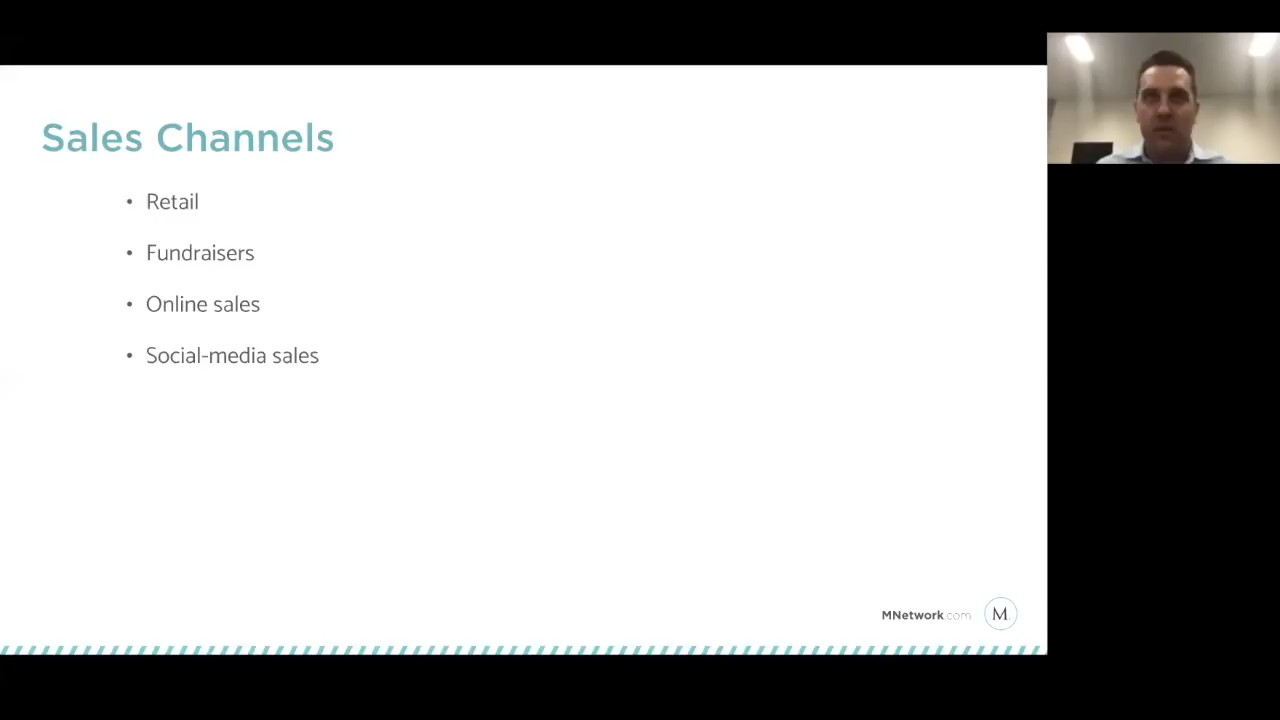 Sales Channels
• Retail
• Fundraisers
• Online sales
• Social-media sales
MNetwork.com M.